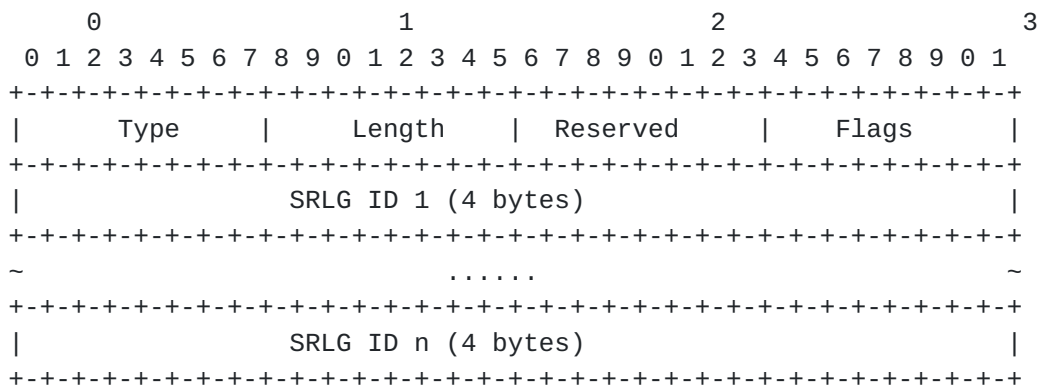 0 1 2 3
0 1 2 3 4 5 6 7 8 9 0 1 2 3 4 5 6 7 8 9 0 1 2 3 4 5 6 7 8 9 0 1
+-+-+-+-+-+-+-+-+-+-+-+-+-+-+-+-+-+-+-+-+-+-+-+-+-+-+-+-+-+-+-+-+
| Type | Length | Reserved | Flags |
+-+-+-+-+-+-+-+-+-+-+-+-+-+-+-+-+-+-+-+-+-+-+-+-+-+-+-+-+-+-+-+-+
| SRLG ID 1 (4 bytes) |
+-+-+-+-+-+-+-+-+-+-+-+-+-+-+-+-+-+-+-+-+-+-+-+-+-+-+-+-+-+-+-+-+
~ ...... ~
+-+-+-+-+-+-+-+-+-+-+-+-+-+-+-+-+-+-+-+-+-+-+-+-+-+-+-+-+-+-+-+-+
| SRLG ID n (4 bytes) |
+-+-+-+-+-+-+-+-+-+-+-+-+-+-+-+-+-+-+-+-+-+-+-+-+-+-+-+-+-+-+-+-+